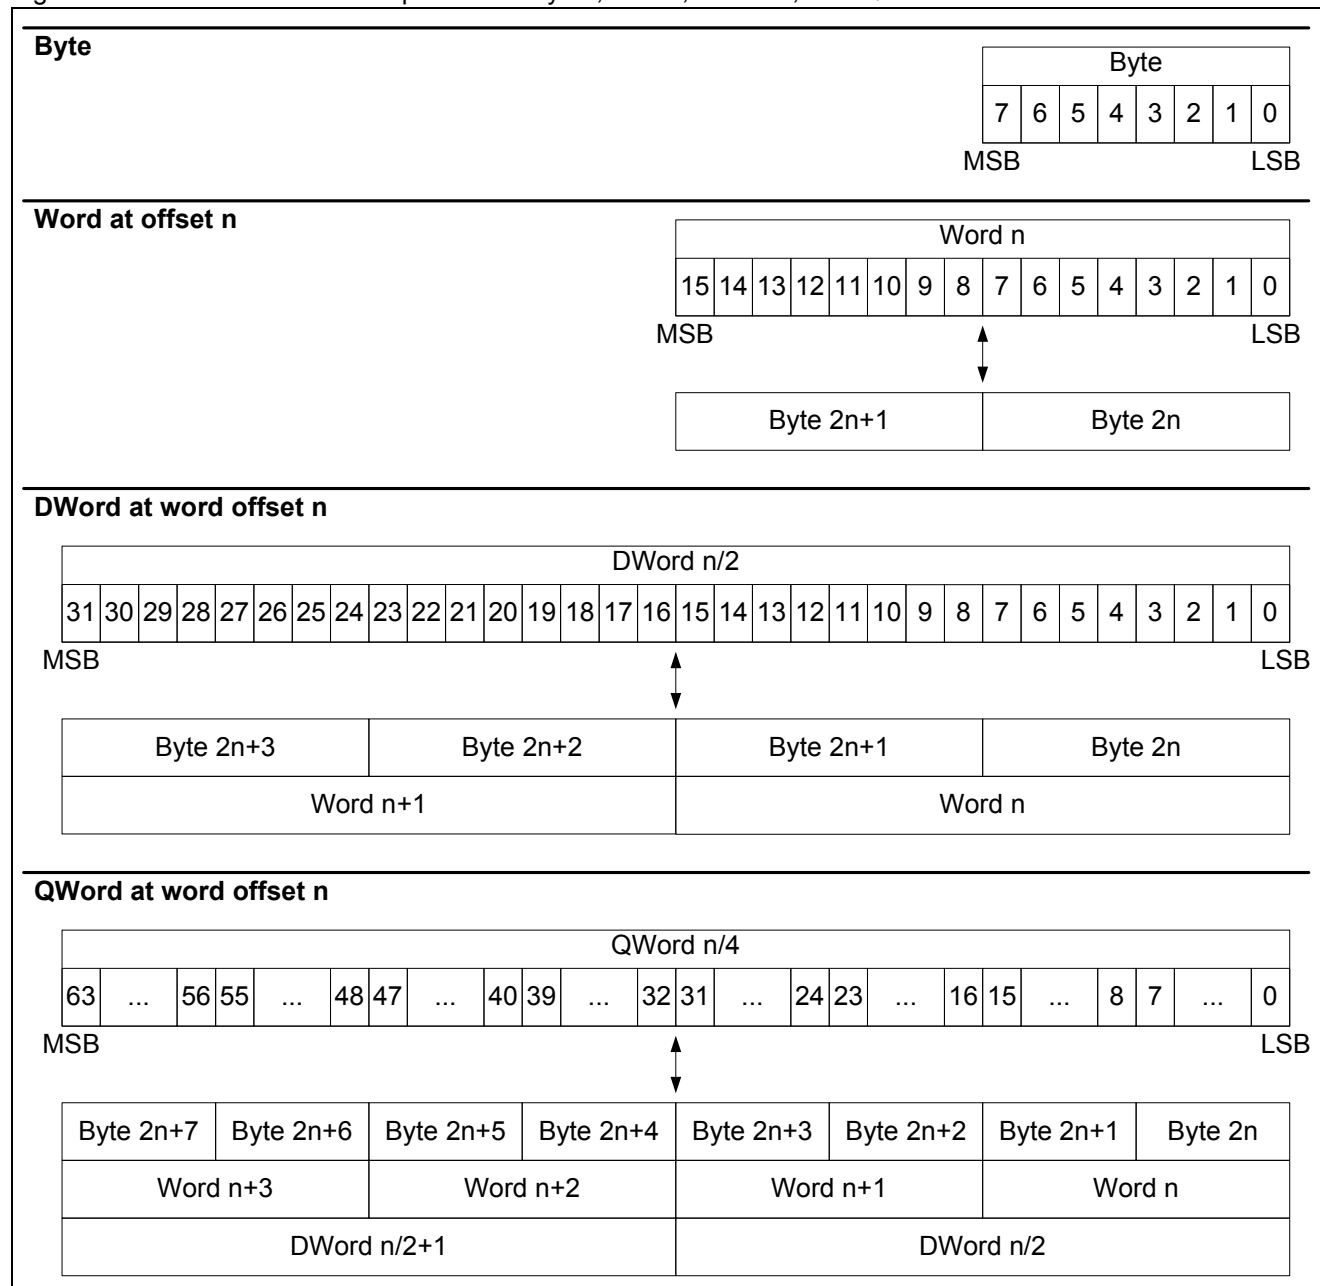 Byte
Byte
7 6 5 4 3 2 1 0
MSB LSB
Word at offset n
Word n
15 14 13 12 11 10 9 8 7 6 5 4 3 2 1 0
MSB LSB
Byte 2n+1 Byte 2n
DWord at word offset n
DWord n/2
31 30 29 28 27 26 25 24 23 22 21 20 19 18 17 16 15 14 13 12 11 10 9 8 7 6 5 4 3 2 1 0
MSB LSB
Byte 2n+3 Byte 2n+2 Byte 2n+1 Byte 2n
Word n+1 Word n
QWord at word offset n
QWord n/4
63 ... 56 55 ... 48 47 ... 40 39 ... 32 31 ... 24 23 ... 16 15 ... 8 7 ... 0
MSB LSB
Byte 2n+7 Byte 2n+6 Byte 2n+5 Byte 2n+4 Byte 2n+3 Byte 2n+2 Byte 2n+1 Byte 2n
Word n+3 Word n+2 Word n+1 Word n
DWord n/2+1 DWord n/2